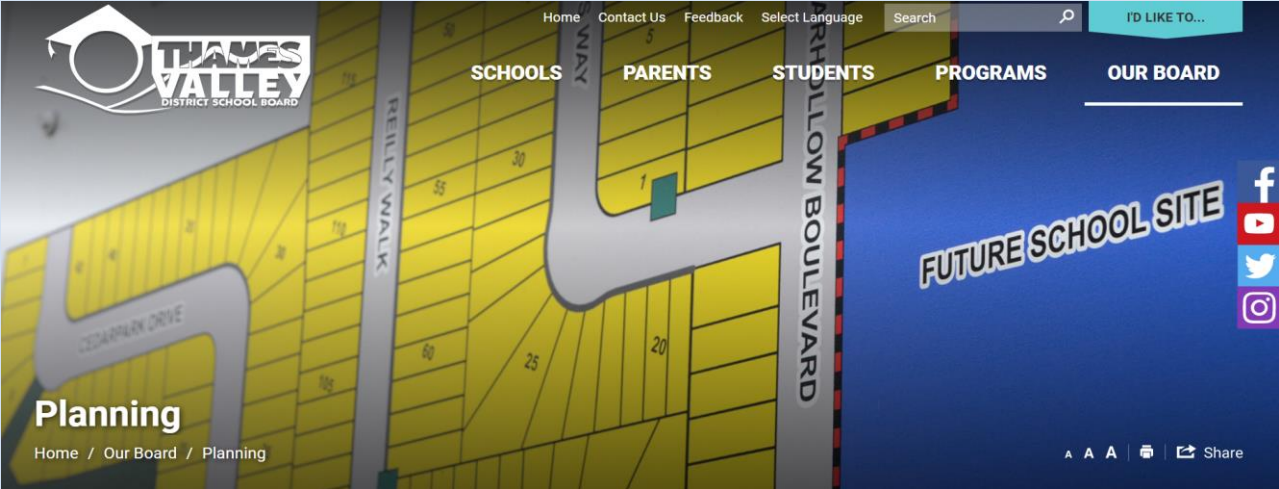 Home Contact Us Feedback Select Language Search I'D LIKE TO...
THAMES
VALLEY
DISTRICT SCHOOL BOARD
SCHOOLS PARENTS STUDENTS PROGRAMS OUR BOARD
50
5
115
REILLY WALK
30
55
1
110
35
30
BOULEVARD
FUTURE SCHOOL SITE
CEDARPARK DRIVE
60
25
20
105
Planning
Home / Our Board / Planning
A A A Share